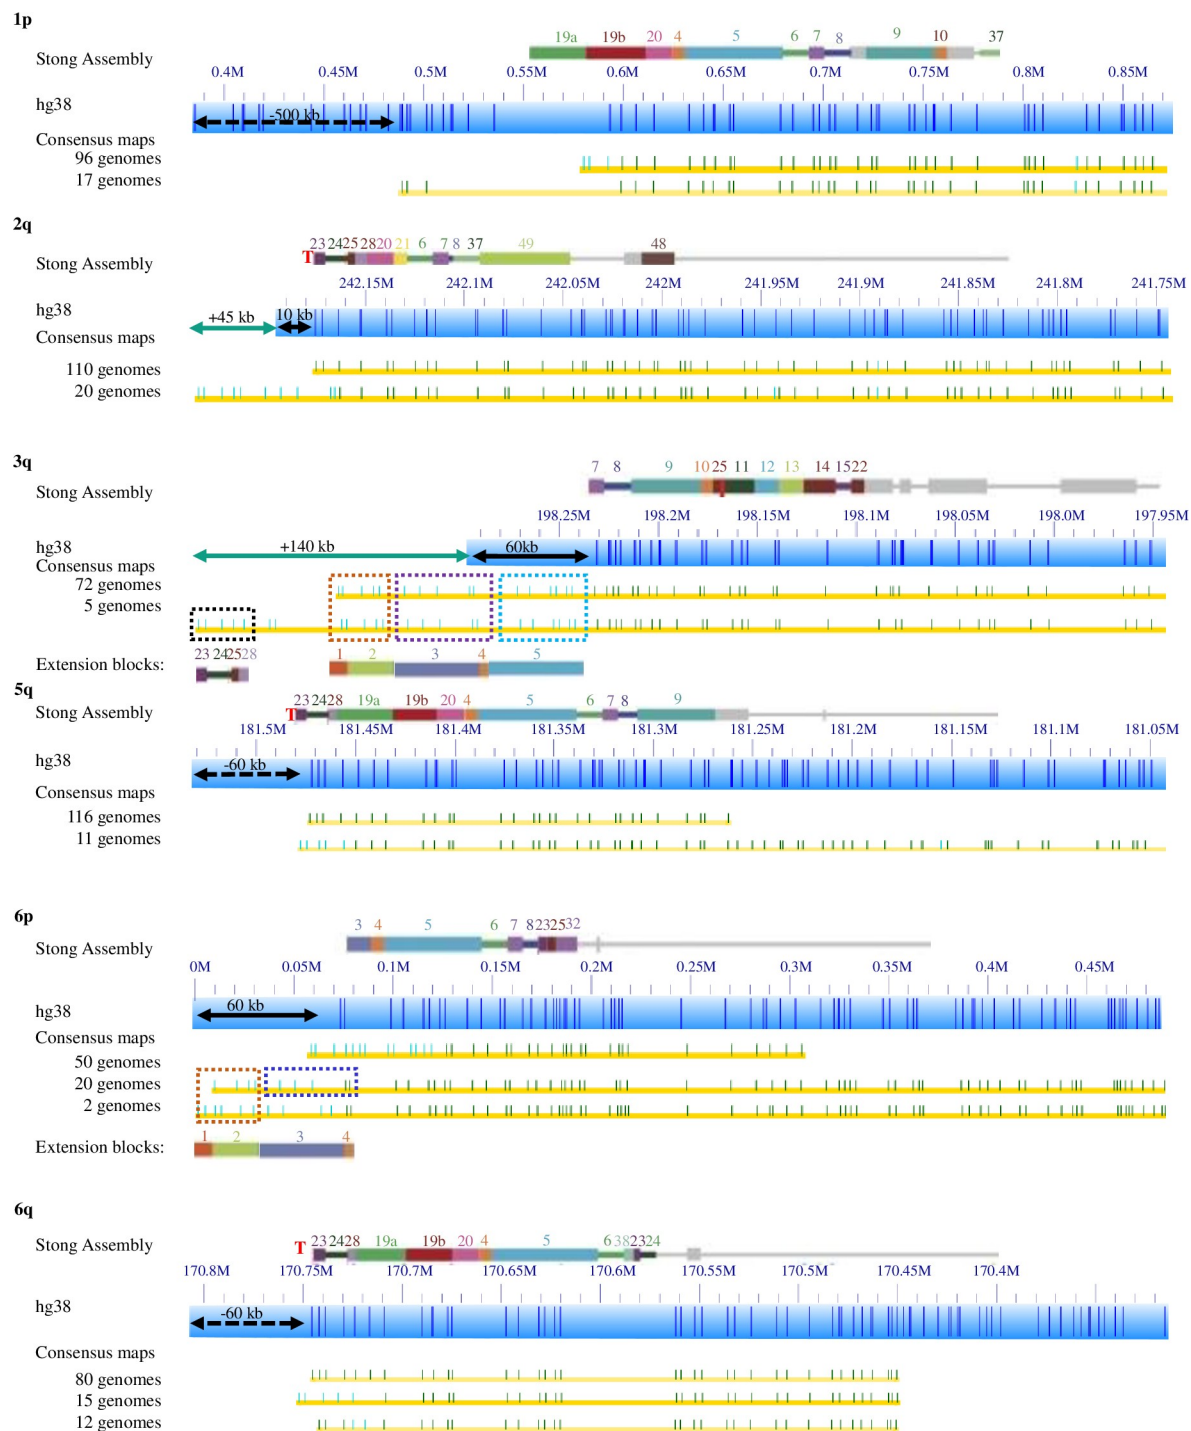 1p
19a 19b 20 4 5 6 7 8 9 10 37
Stong Assembly
0.4M 0.45M 0.5M 0.55M 0.6M 0.65M 0.7M 0.75M 0.8M 0.85M
hg38
-500 kb
Consensus maps
96 genomes
17 genomes
2q
T 23 24 25 28 20 21 6 7 8 37 49 48
Stong Assembly
242.15M 242.1M 242.05M 242M 241.95M 241.9M 241.85M 241.8M 241.75M
hg38
+45 kb 10 kb
Consensus maps
110 genomes
20 genomes
3q
7 8 9 10 25 11 12 13 14 15 22
Stong Assembly
198.25M 198.2M 198.15M 198.1M 198.05M 198.0M 197.95M
hg38
+140 kb 60kb
Consensus maps
72 genomes
5 genomes
23 24 25 28 1 2 3 4 5
Extension blocks:
5q
T 23 24 28 19a 19b 20 4 5 6 7 8 9
Stong Assembly
181.5M 181.45M 181.4M 181.35M 181.3M 181.25M 181.2M 181.15M 181.1M 181.05M
hg38
-60 kb
Consensus maps
116 genomes
11 genomes
6p
3 4 5 6 7 8 23 25 32
Stong Assembly
0M 0.05M 0.1M 0.15M 0.2M 0.25M 0.3M 0.35M 0.4M 0.45M
hg38
60 kb
Consensus maps
50 genomes
20 genomes
2 genomes
1 2 3 4
Extension blocks:
6q
T 23 24 28 19a 19b 20 4 5 6 38 23 24
Stong Assembly
170.8M 170.75M 170.7M 170.65M 170.6M 170.55M 170.5M 170.45M 170.4M
hg38
-60 kb
Consensus maps
80 genomes
15 genomes
12 genomes